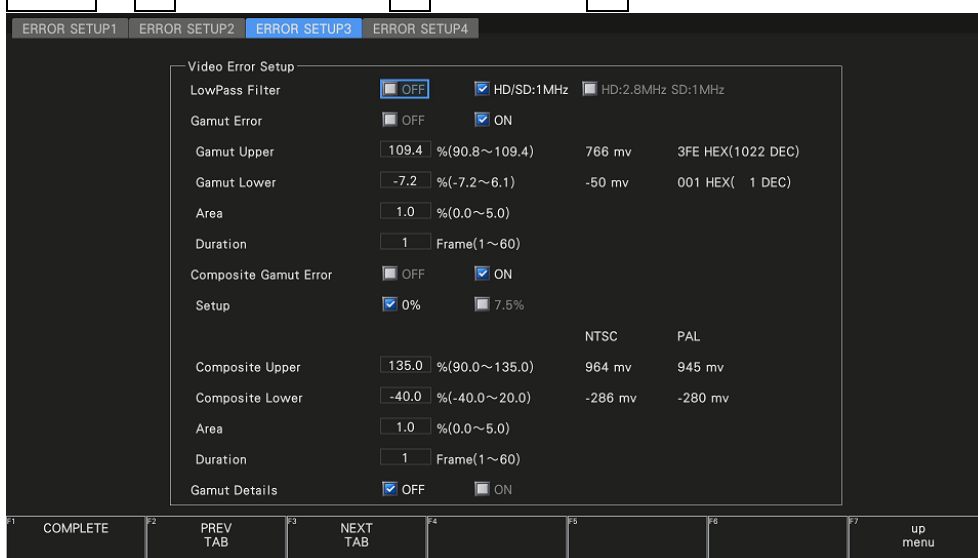 ERROR SETUP1 ERROR SETUP2 ERROR SETUP3 ERROR SETUP4
Video Error Setup
LowPass Filter OFF HD/SD:1MHz HD:2.8MHz SD:1MHz
Gamut Error OFF ON
Gamut Upper 109.4 %(90.8～109.4) 766 mv 3FE HEX(1022 DEC)
Gamut Lower -7.2 %(-7.2～6.1) -50 mv 001 HEX( 1 DEC)
Area 1.0 %(0.0～5.0)
Duration 1 Frame(1～60)
Composite Gamut Error OFF ON
Setup 0% 7.5%
NTSC PAL
Composite Upper 135.0 %(90.0～135.0) 964 mv 945 mv
Composite Lower -40.0 %(-40.0～20.0) -286 mv -280 mv
Area 1.0 %(0.0～5.0)
Duration 1 Frame(1～60)
Gamut Details OFF ON
F1 COMPLETE F2 PREV TAB F3 NEXT TAB F4 F5 F6 F7 up menu